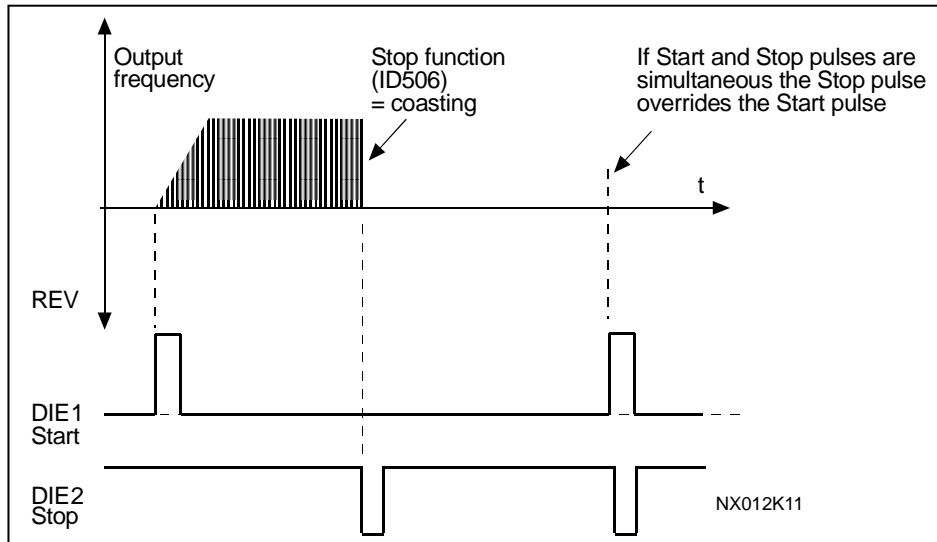 Output
frequency
Stop function
(ID506)
= coasting
If Start and Stop pulses are
simultaneous the Stop pulse
overrides the Start pulse
t
REV
DIE1
Start
DIE2
Stop
NX012K11